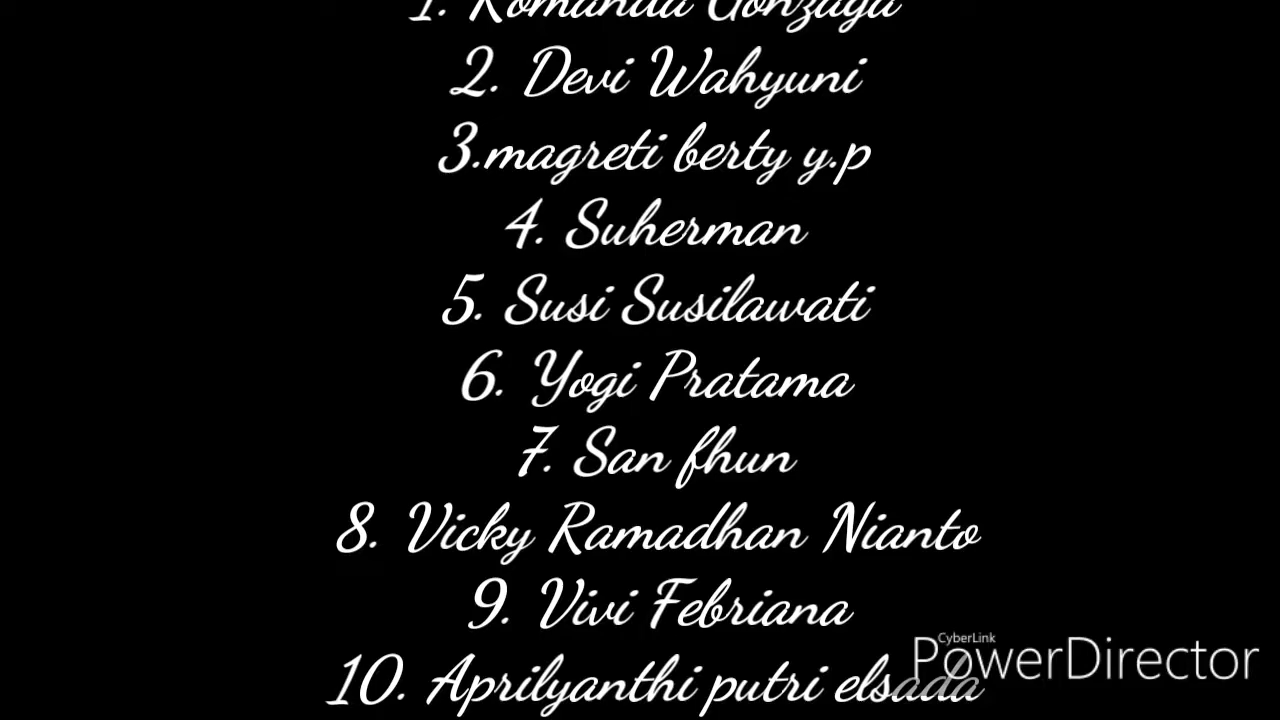 1.
2. Devi Wahyuni
3.magreti berty y.p
4. Suherman
5. Susi Susilawati
6. Yogi Pratama
7. San fhun
8. Vicky Ramadhan Nianto
9. Vivi Febriana
10. Aprilyanthi putri elsada
CyberLink
PowerDirector